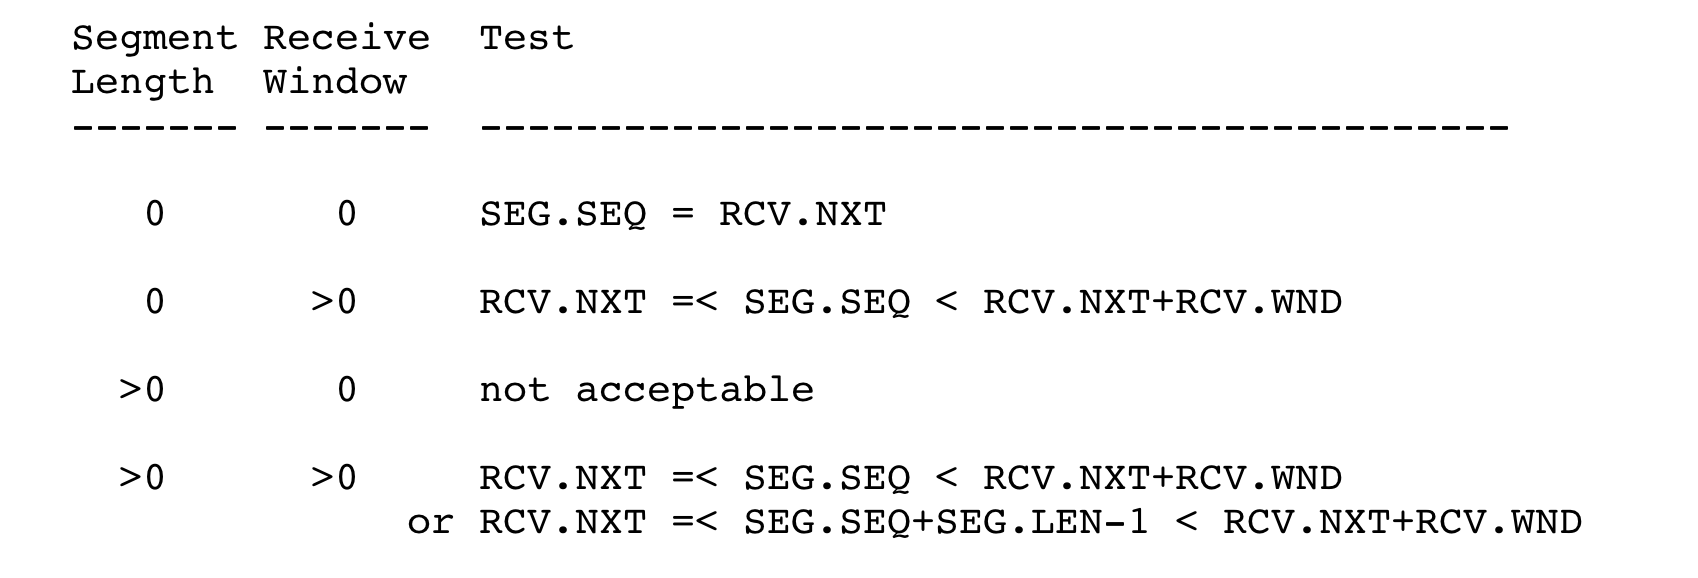 Segment Receive  Test
Length  Window
------- -------  -------------------------------------------
   0       0     SEG.SEQ = RCV.NXT
   0      >0     RCV.NXT =< SEG.SEQ < RCV.NXT+RCV.WND
  >0       0     not acceptable
  >0      >0     RCV.NXT =< SEG.SEQ < RCV.NXT+RCV.WND
              or RCV.NXT =< SEG.SEQ+SEG.LEN-1 < RCV.NXT+RCV.WND